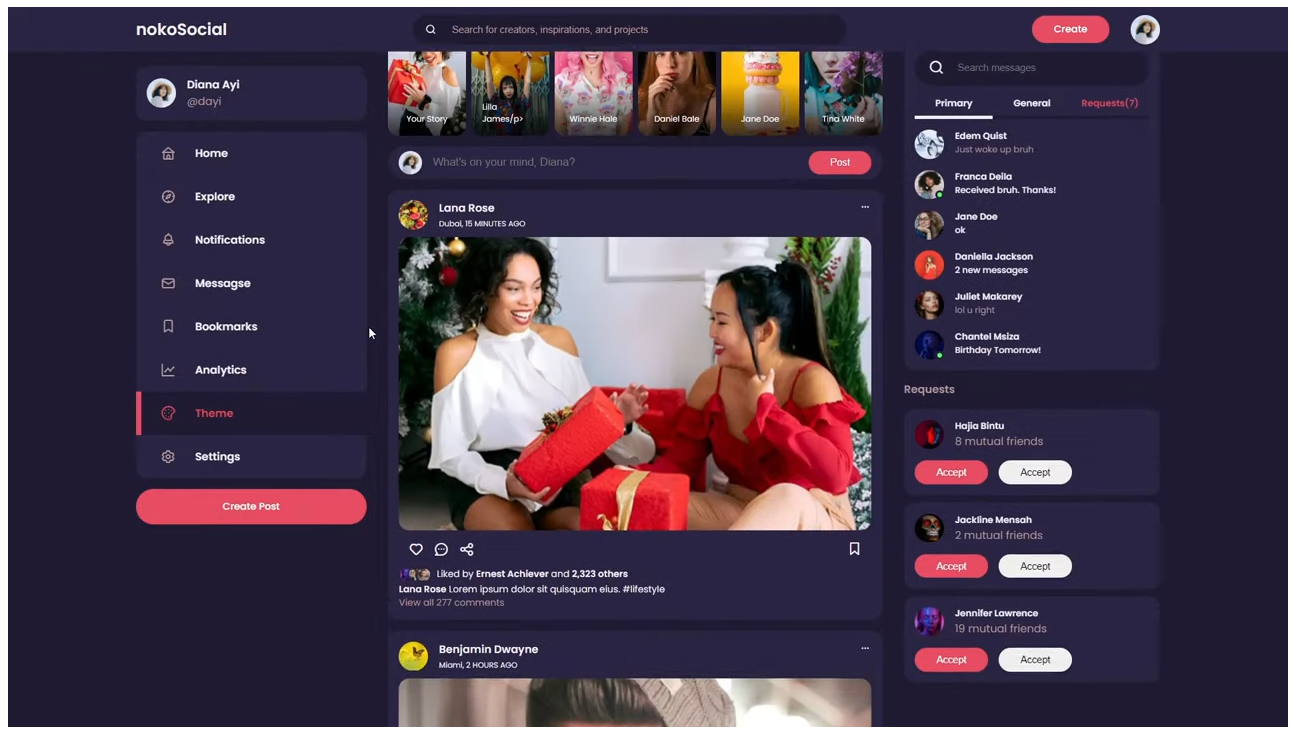 nokoSocial
Search for creators, inspirations, and projects
Create
Diana Ayi
@dayi
Home
Explore
Notifications
Messagse
Bookmarks
Analytics
Theme
Settings
Create Post
Your Story
Lilla
James/p>
Winnie Hale
Daniel Bale
Jane Doe
Tina White
What's on your mind, Diana?
Post
Lana Rose
Dubai, 15 MINUTES AGO
Liked by Ernest Achiever and 2,323 others
Lana Rose Lorem ipsum dolor sit quisquam eius. #lifestyle
View all 277 comments
Benjamin Dwayne
Miami, 2 HOURS AGO
Search messages
Primary General Requests(7)
Edem Quist
Just woke up bruh
Franca Deila
Received bruh. Thanks!
Jane Doe
ok
Daniella Jackson
2 new messages
Juliet Makarey
lol u right
Chantel Msiza
Birthday Tomorrow!
Requests
Hajia Bintu
8 mutual friends
Accept Accept
Jackline Mensah
2 mutual friends
Accept Accept
Jennifer Lawrence
19 mutual friends
Accept Accept